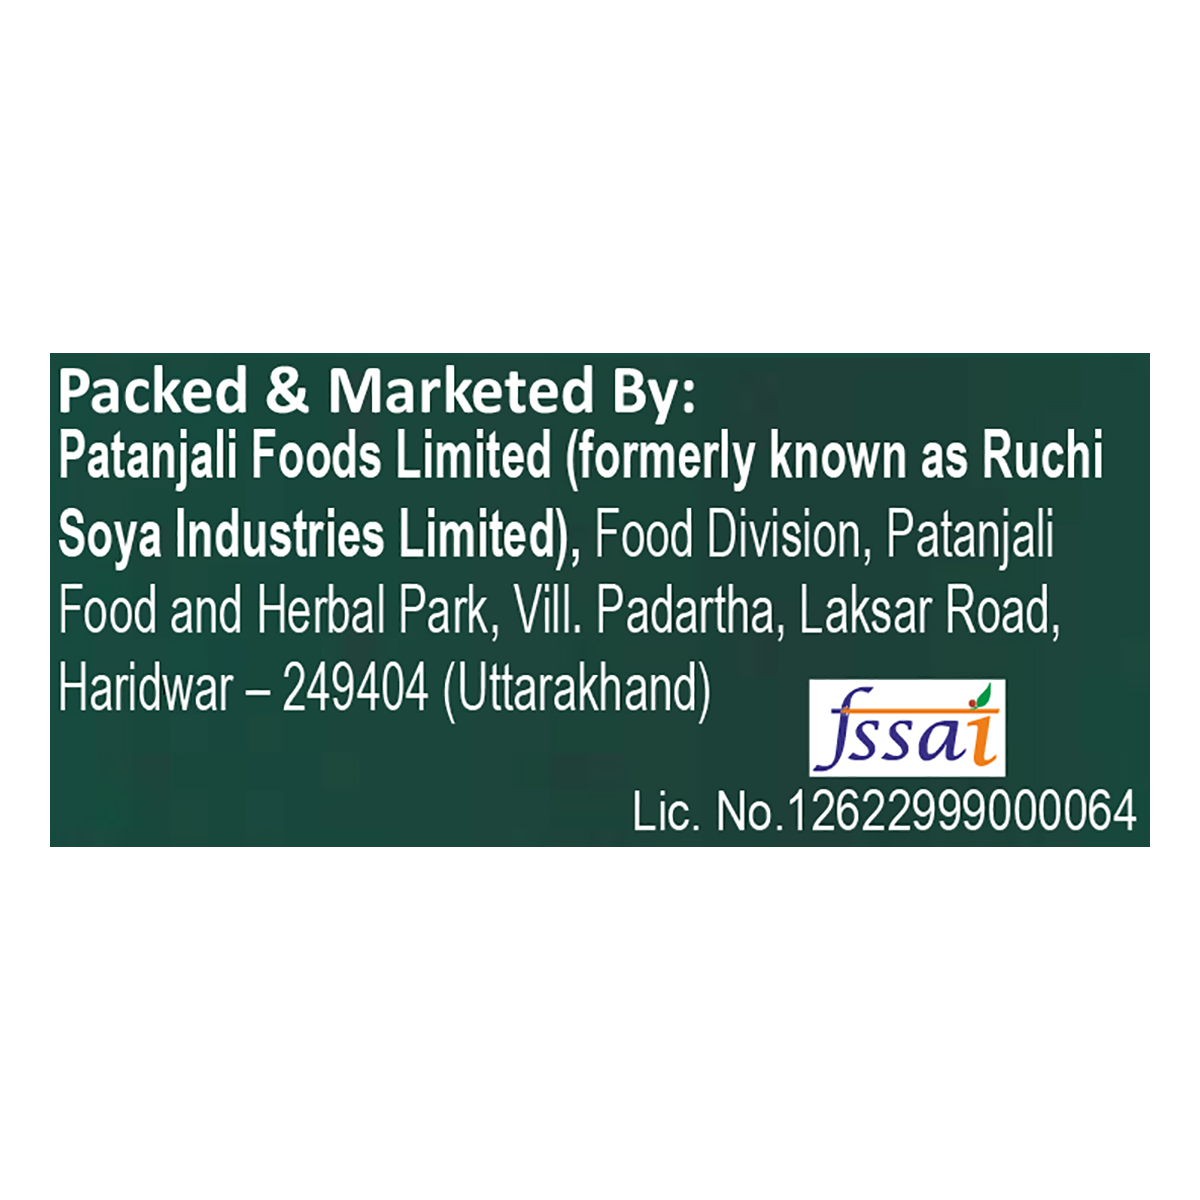 Packed & Marketed By:
Patanjali Foods Limited (formerly known as Ruchi
Soya Industries Limited), Food Division, Patanjali
Food and Herbal Park, Vill. Padartha, Laksar Road,
Haridwar – 249404 (Uttarakhand)
fssai
Lic. No.12622999000064